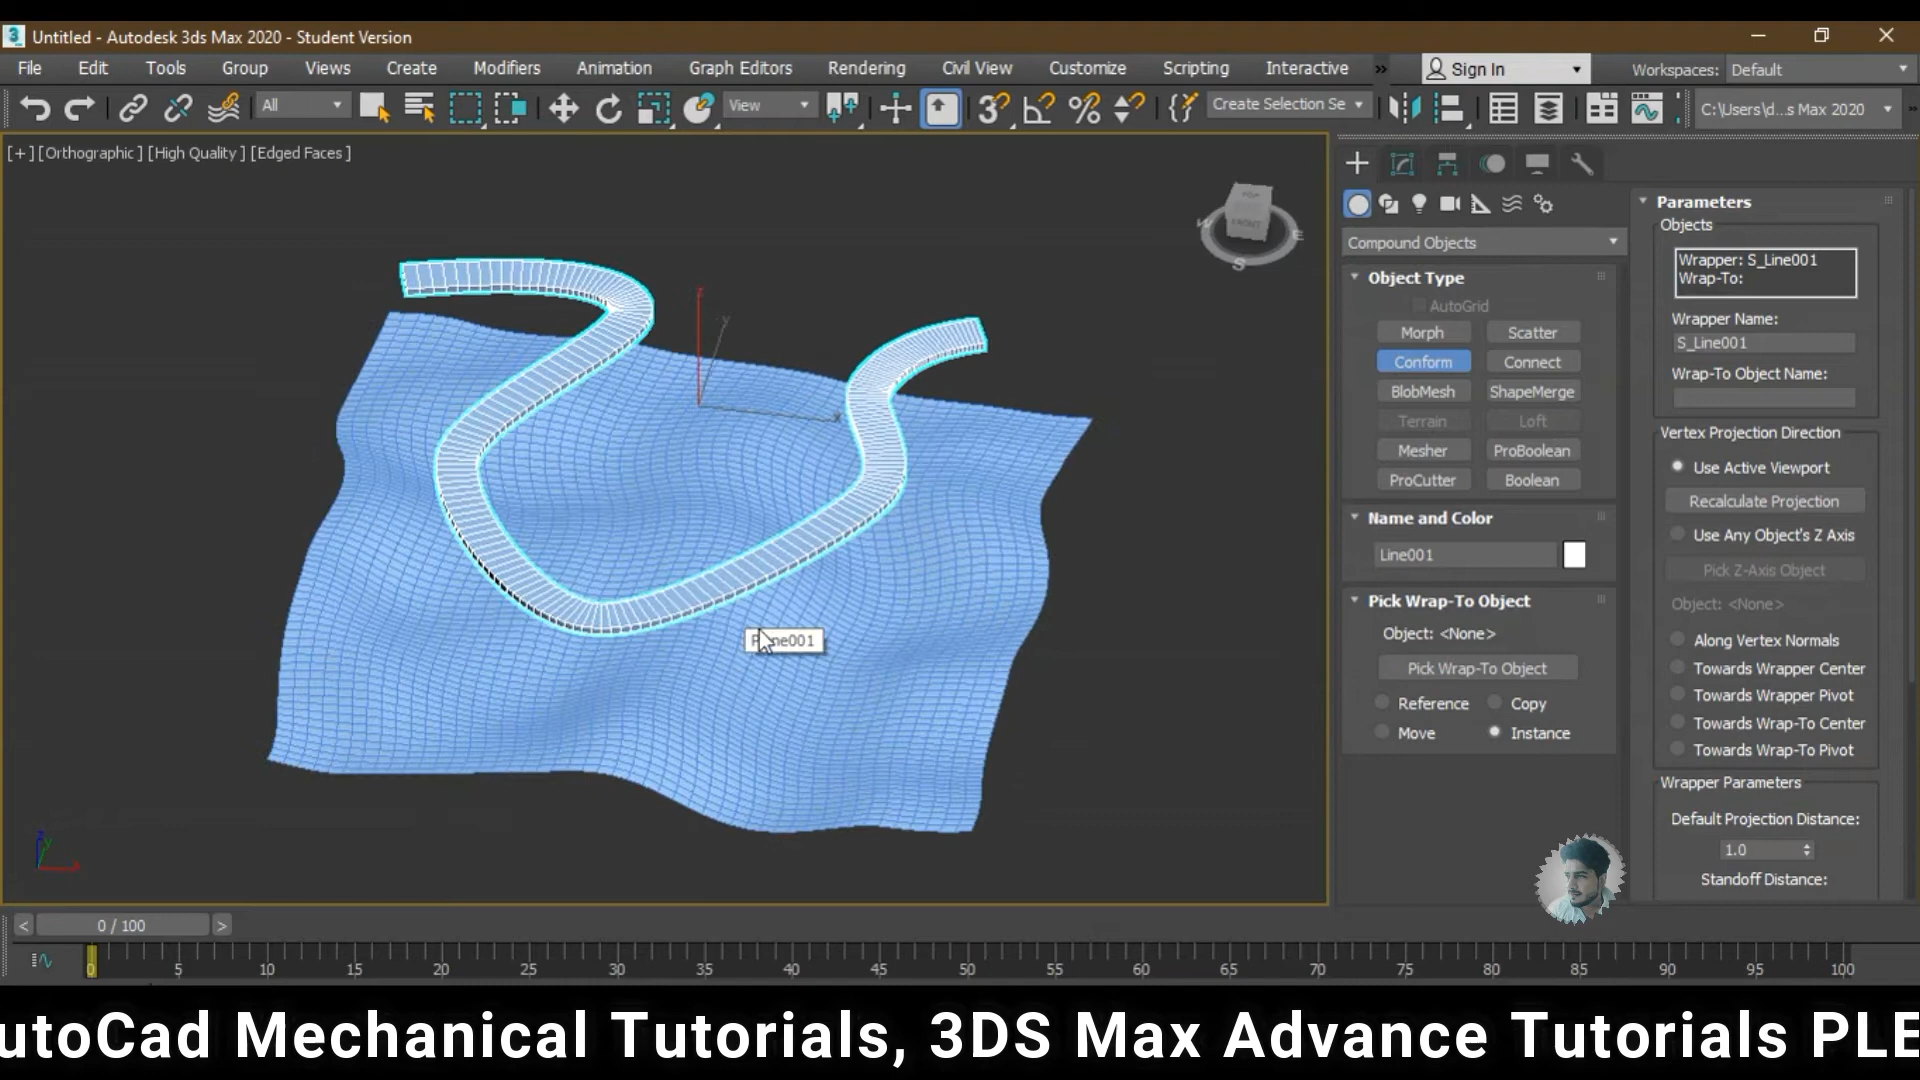 Untitled - Autodesk 3ds Max 2020 - Student Version
File Edit Tools Group Views Create Modifiers Animation Graph Editors Rendering Civil View Customize Scripting Interactive Sign In Workspaces: Default
All View Create Selection Se C:\Users\d...s Max 2020
[+] [Orthographic] [High Quality] [Edged Faces]
Compound Objects
Object Type
AutoGrid
Morph Scatter
Conform Connect
BlobMesh ShapeMerge
Terrain Loft
Mesher ProBoolean
ProCutter Boolean
Name and Color
Line001
Pick Wrap-To Object
Object: <None>
Pick Wrap-To Object
Reference Copy
Move Instance
Parameters
Objects
Wrapper: S_Line001
Wrap-To:
Wrapper Name:
S_Line001
Wrap-To Object Name:
Vertex Projection Direction
Use Active Viewport
Recalculate Projection
Use Any Object's Z Axis
Pick Z-Axis Object
Object: <None>
Along Vertex Normals
Towards Wrapper Center
Towards Wrapper Pivot
Towards Wrap-To Center
Towards Wrap-To Pivot
Wrapper Parameters
Default Projection Distance:
1.0
Standoff Distance:
FRONT
W E
S
z
y
x
0 / 100
0 5 10 15 20 25 30 35 40 45 50 55 60 65 70 75 80 85 90 95 100
utoCad Mechanical Tutorials, 3DS Max Advance Tutorials PLE